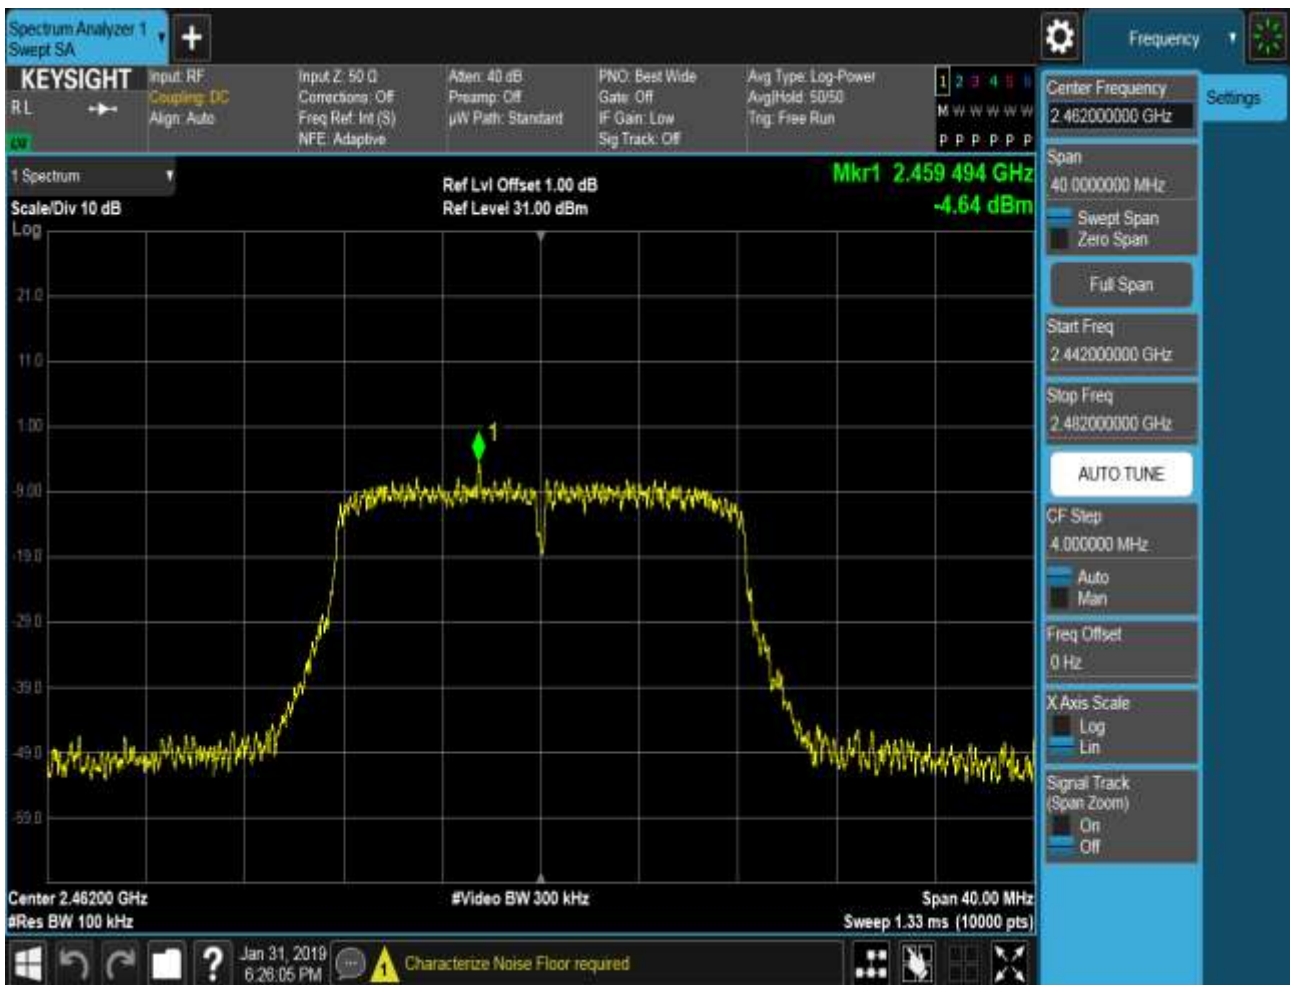 Spectrum Analyzer 1
Swept SA
+
Frequency
KEYSIGHT
R L
Input: RF
Coupling: DC
Align: Auto
Input Z: 50 Ω
Corrections: Off
Freq Ref: Int (S)
NFE: Adaptive
Atten: 40 dB
Preamp: Off
µW Path: Standard
PNO: Best Wide
Gate: Off
IF Gain: Low
Sig Track: Off
Avg Type: Log-Power
Avg|Hold: 50/50
Trig: Free Run
1 2 3 4 5 6
M W W W W W
P P P P P P
1 Spectrum
Scale/Div 10 dB
Log
Ref Lvl Offset 1.00 dB
Ref Level 31.00 dBm
Mkr1 2.459 494 GHz
-4.64 dBm
21.0
11.0
1.00
-9.00
-19.0
-29.0
-39.0
-49.0
-59.0
1
Center 2.46200 GHz
#Res BW 100 kHz
#Video BW 300 kHz
Span 40.00 MHz
Sweep 1.33 ms (10000 pts)
Center Frequency
2.462000000 GHz
Settings
Span
40.0000000 MHz
Swept Span
Zero Span
Full Span
Start Freq
2.442000000 GHz
Stop Freq
2.482000000 GHz
AUTO TUNE
CF Step
4.000000 MHz
Auto
Man
Freq Offset
0 Hz
X Axis Scale
Log
Lin
Signal Track
(Span Zoom)
On
Off
?
Jan 31, 2019
6:26:05 PM
1
Characterize Noise Floor required